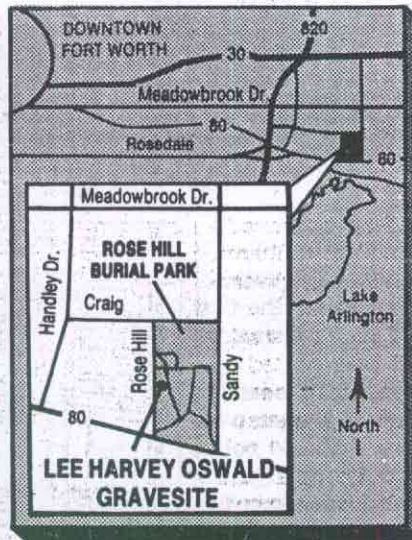 DOWNTOWN
FORT WORTH
820
30
Meadowbrook Dr.
80
Rosedale
80
Meadowbrook Dr.
ROSE HILL
BURIAL PARK
Handley Dr.
Craig
Rose Hill
Sandy
80
Lake
Arlington
North
LEE HARVEY OSWALD
GRAVESITE